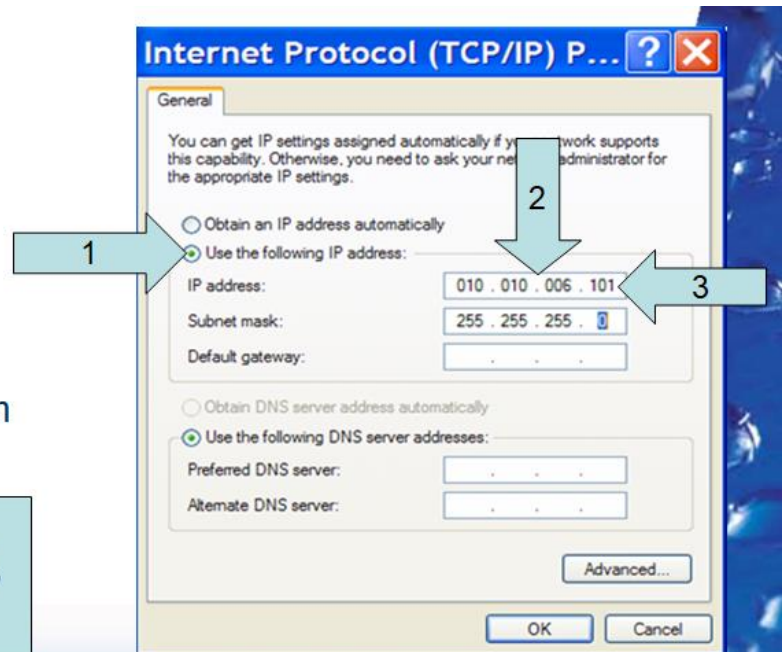 Internet Protocol (TCP/IP) P...
General
You can get IP settings assigned automatically if network supports
this capability. Otherwise, you need to ask your administrator for
the appropriate IP settings.
2
Obtain an IP address automatically
1
Use the following IP address:
IP address: 010 . 010 . 006 . 101
3
Subnet mask: 255 . 255 . 255 . 0
Default gateway: . . .
Obtain DNS server address automatically
Use the following DNS server addresses:
Preferred DNS server: . . .
Alternate DNS server: . . .
Advanced...
OK Cancel